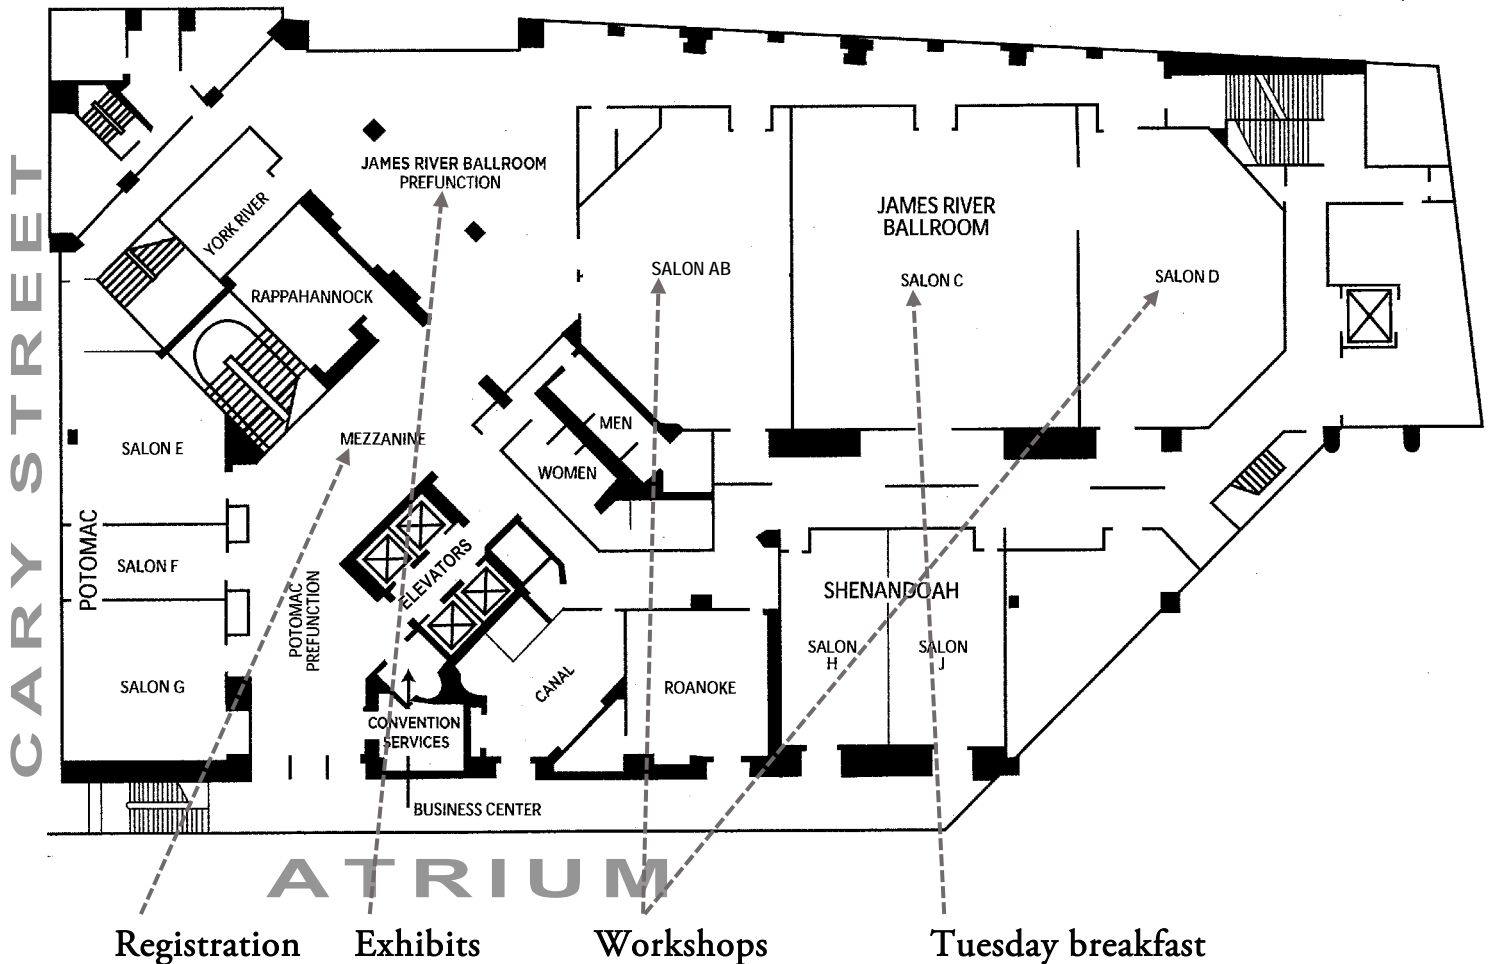 CARY STREET
JAMES RIVER BALLROOM
PREFUNCTION
YORK RIVER
RAPPAHANNOCK
JAMES RIVER
BALLROOM
SALON AB
SALON C
SALON D
MEZZANINE
MEN
WOMEN
SALON E
POTOMAC
SALON F
SALON G
POTOMAC
PREFUNCTION
ELEVATORS
CANAL
ROANOKE
SHENANDOAH
SALON
H
SALON
J
CONVENTION
SERVICES
BUSINESS CENTER
ATRIUM
Registration
Exhibits
Workshops
Tuesday breakfast